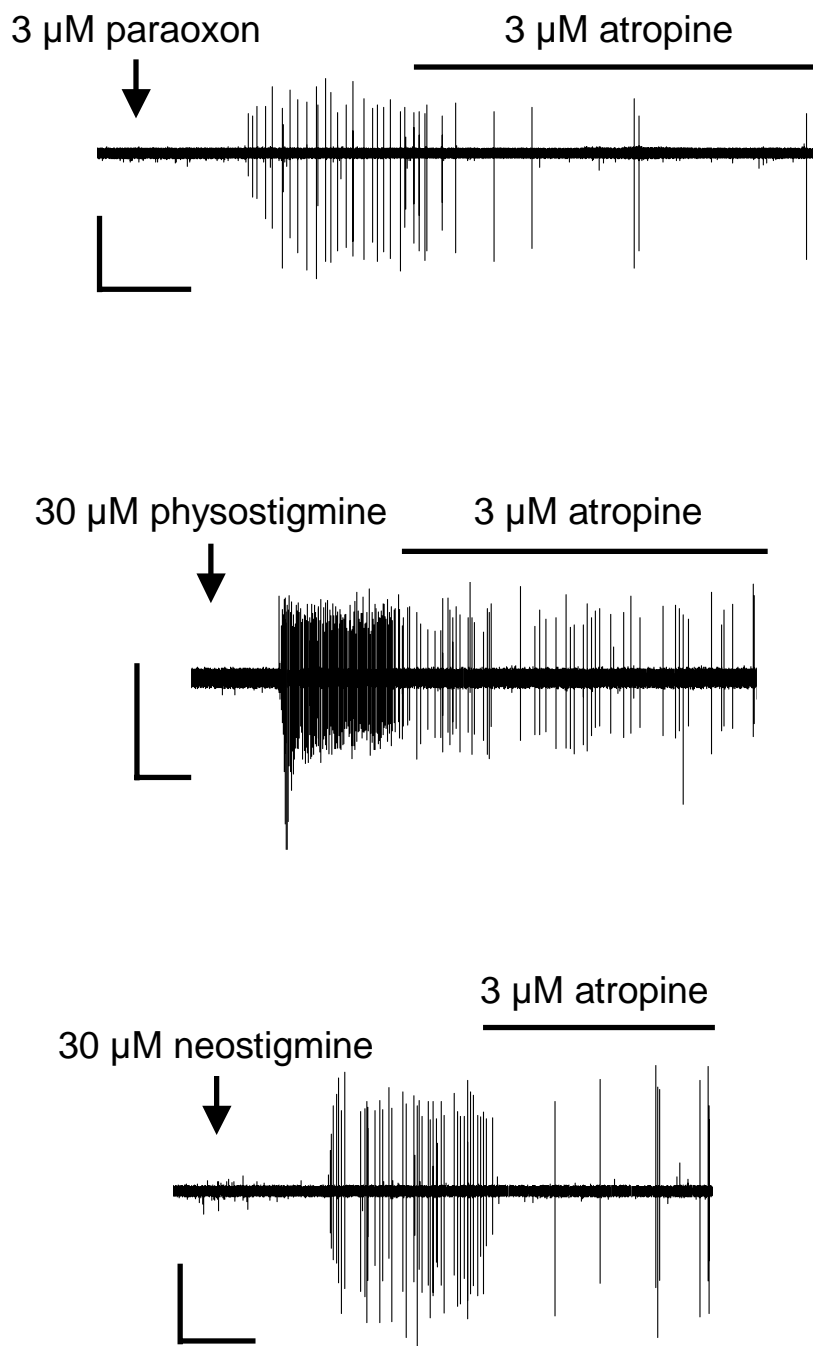 3 µM paraoxon
3 µM atropine
30 µM physostigmine
3 µM atropine
3 µM atropine
30 µM neostigmine